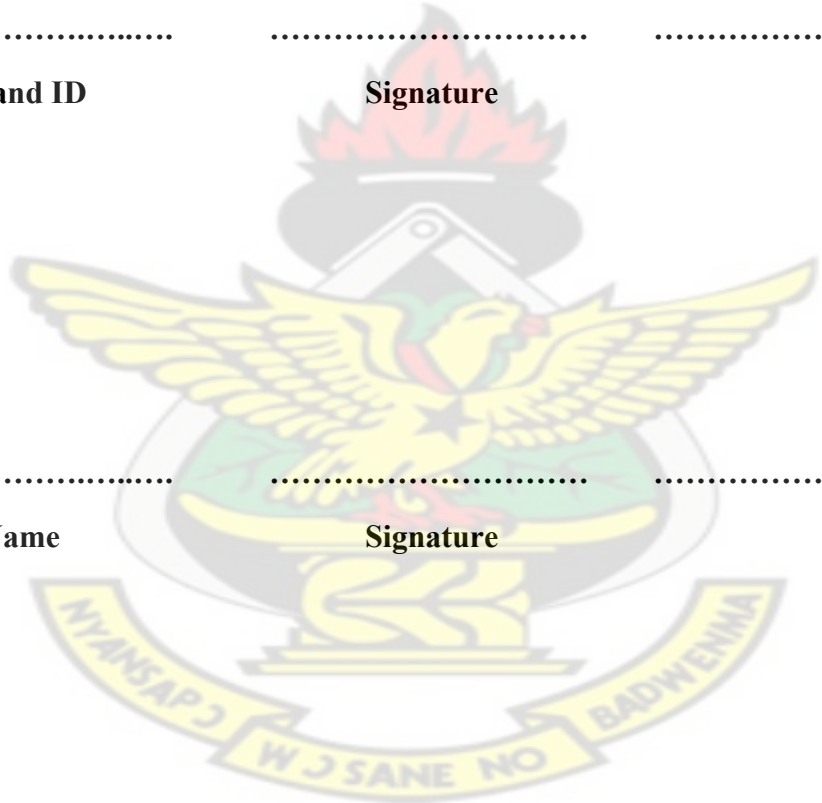 ……….…..…. ………………………… …………….
and ID Signature
……….…..…. ………………………… …………….
Name Signature
NYANSAPƆ WƆSANE NO BADWENMA